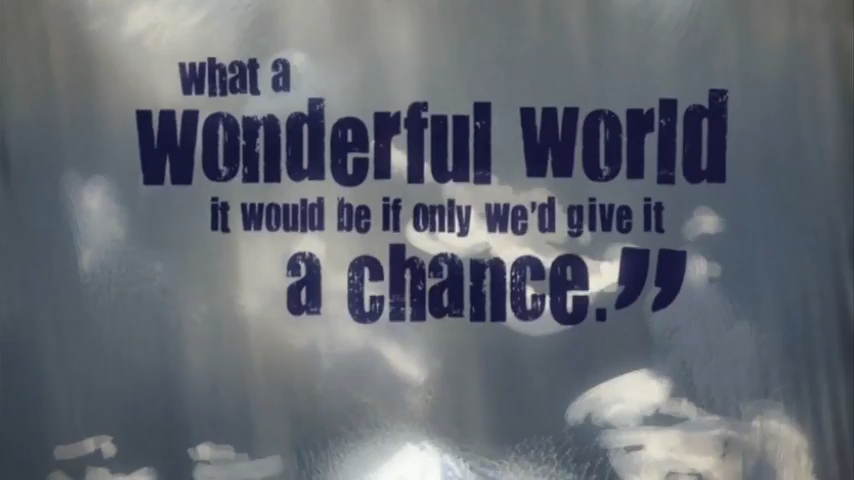 what a
wonderful world
it would be if only we'd give it
a chance.”